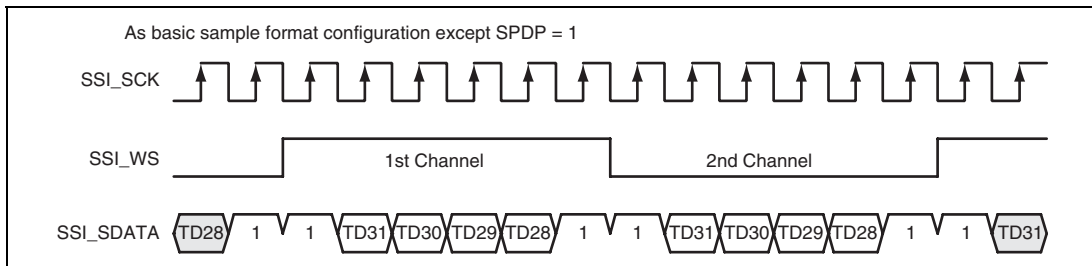 As basic sample format configuration except SPDP = 1
SSI_SCK
SSI_WS 1st Channel 2nd Channel
SSI_SDATA TD28 1 1 TD31 TD30 TD29 TD28 1 1 TD31 TD30 TD29 TD28 1 1 TD31